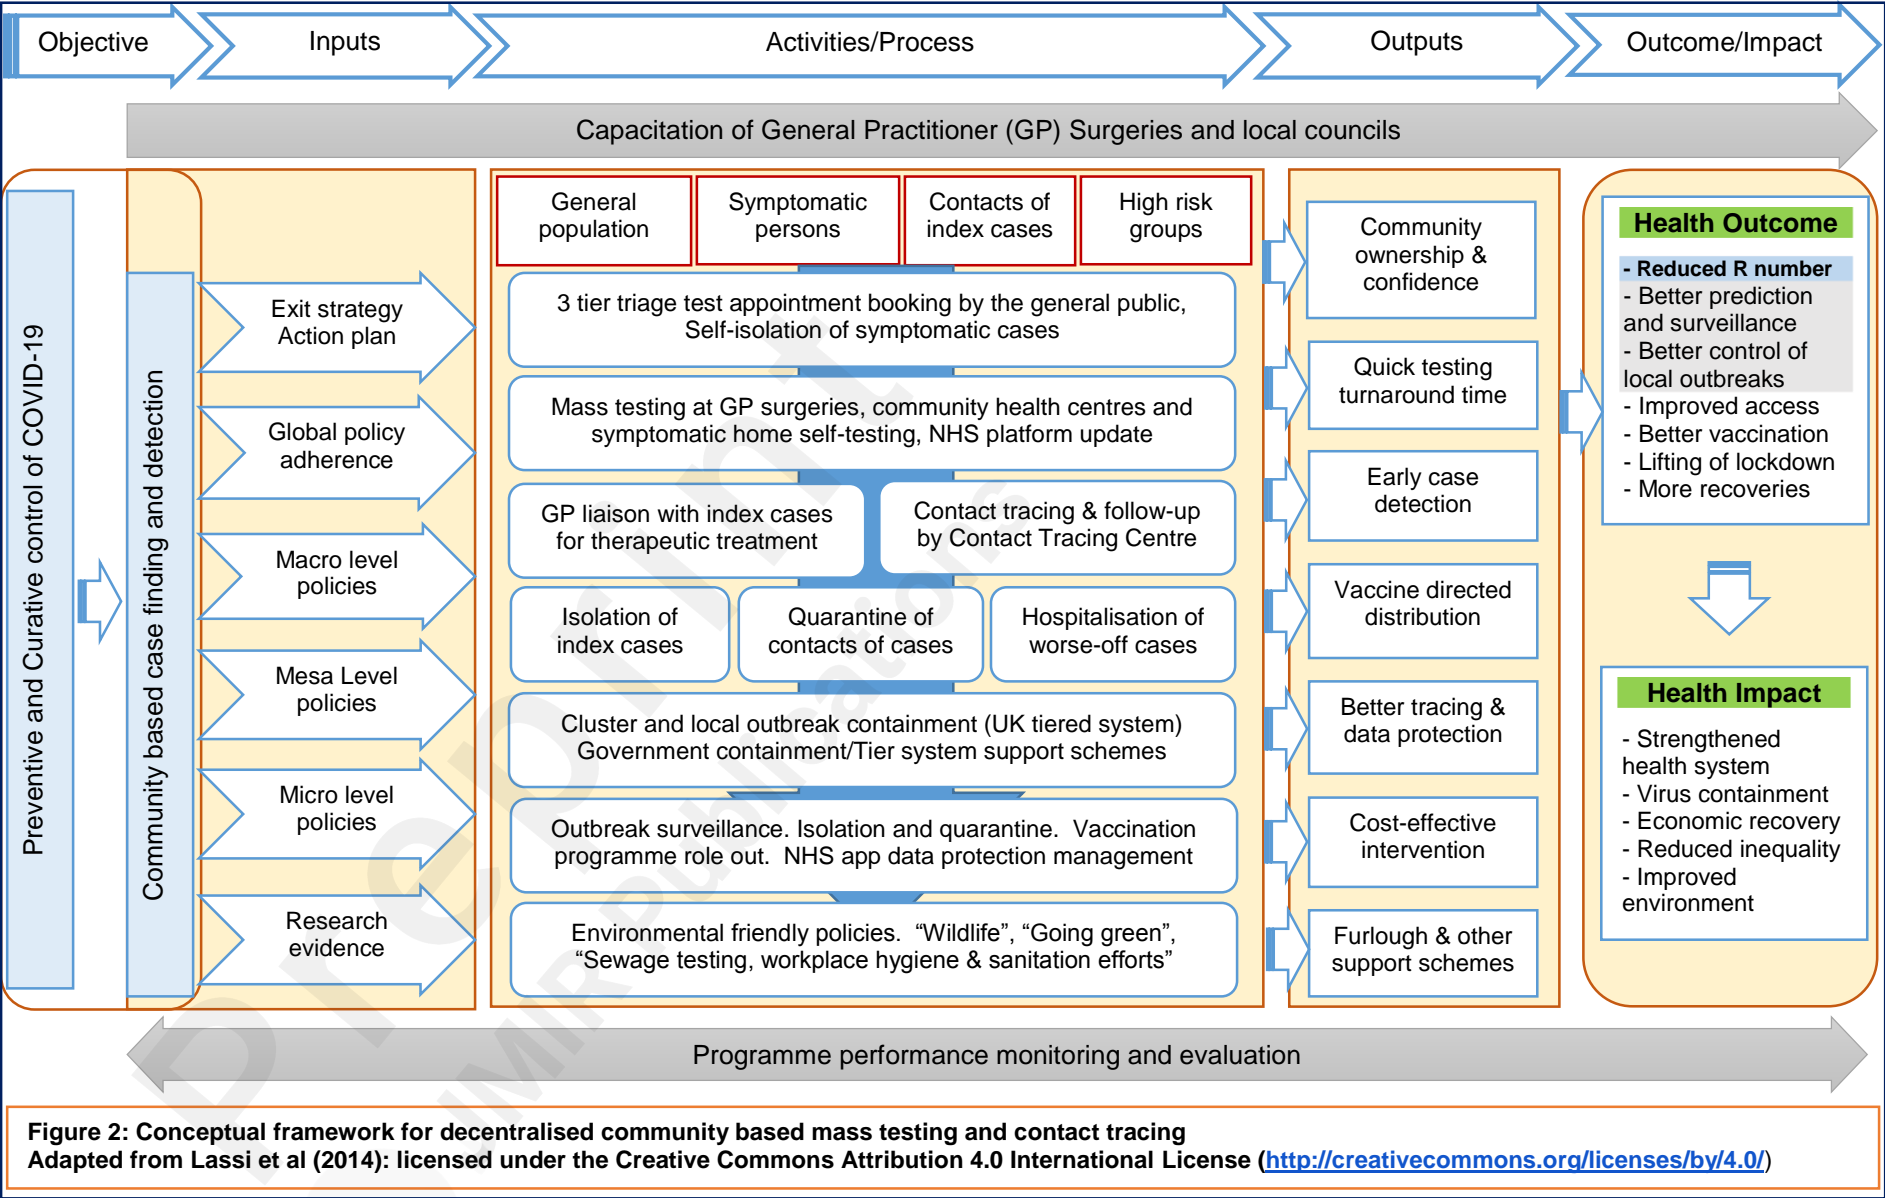 Objective
Inputs
Activities/Process
Outputs
Outcome/Impact
Capacitation of General Practitioner (GP) Surgeries and local councils
Preventive and Curative control of COVID-19
Community based case finding and detection
Exit strategy
Action plan
Global policy
adherence
Macro level
policies
Mesa Level
policies
Micro level
policies
Research
evidence
General
population
Symptomatic
persons
Contacts of
index cases
High risk
groups
3 tier triage test appointment booking by the general public,
Self-isolation of symptomatic cases
Mass testing at GP surgeries, community health centres and
symptomatic home self-testing, NHS platform update
GP liaison with index cases
for therapeutic treatment
Contact tracing & follow-up
by Contact Tracing Centre
Isolation of
index cases
Quarantine of
contacts of cases
Hospitalisation of
worse-off cases
Cluster and local outbreak containment (UK tiered system)
Government containment/Tier system support schemes
Outbreak surveillance. Isolation and quarantine.  Vaccination
programme role out.  NHS app data protection management
Environmental friendly policies.  “Wildlife”, “Going green”,
“Sewage testing, workplace hygiene & sanitation efforts”
Community
ownership &
confidence
Quick testing
turnaround time
Early case
detection
Vaccine directed
distribution
Better tracing &
data protection
Cost-effective
intervention
Furlough & other
support schemes
Health Outcome
- Reduced R number
- Better prediction
and surveillance
- Better control of
local outbreaks
- Improved access
- Better vaccination
- Lifting of lockdown
- More recoveries
Health Impact
- Strengthened
health system
- Virus containment
- Economic recovery
- Reduced inequality
- Improved
environment
Programme performance monitoring and evaluation
Preprint
JMIR Publications
Figure 2: Conceptual framework for decentralised community based mass testing and contact tracing
Adapted from Lassi et al (2014): licensed under the Creative Commons Attribution 4.0 International License (http://creativecommons.org/licenses/by/4.0/)